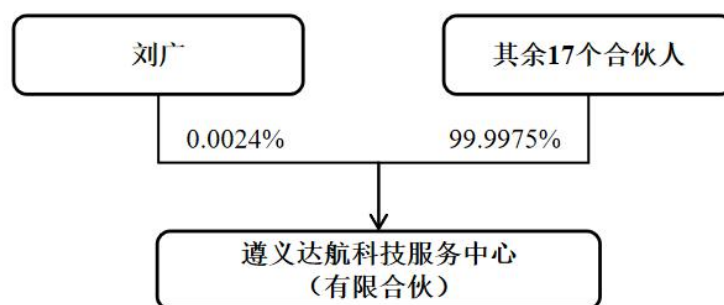 刘广
其余17个合伙人
0.0024%
99.9975%
遵义达航科技服务中心
（有限合伙）